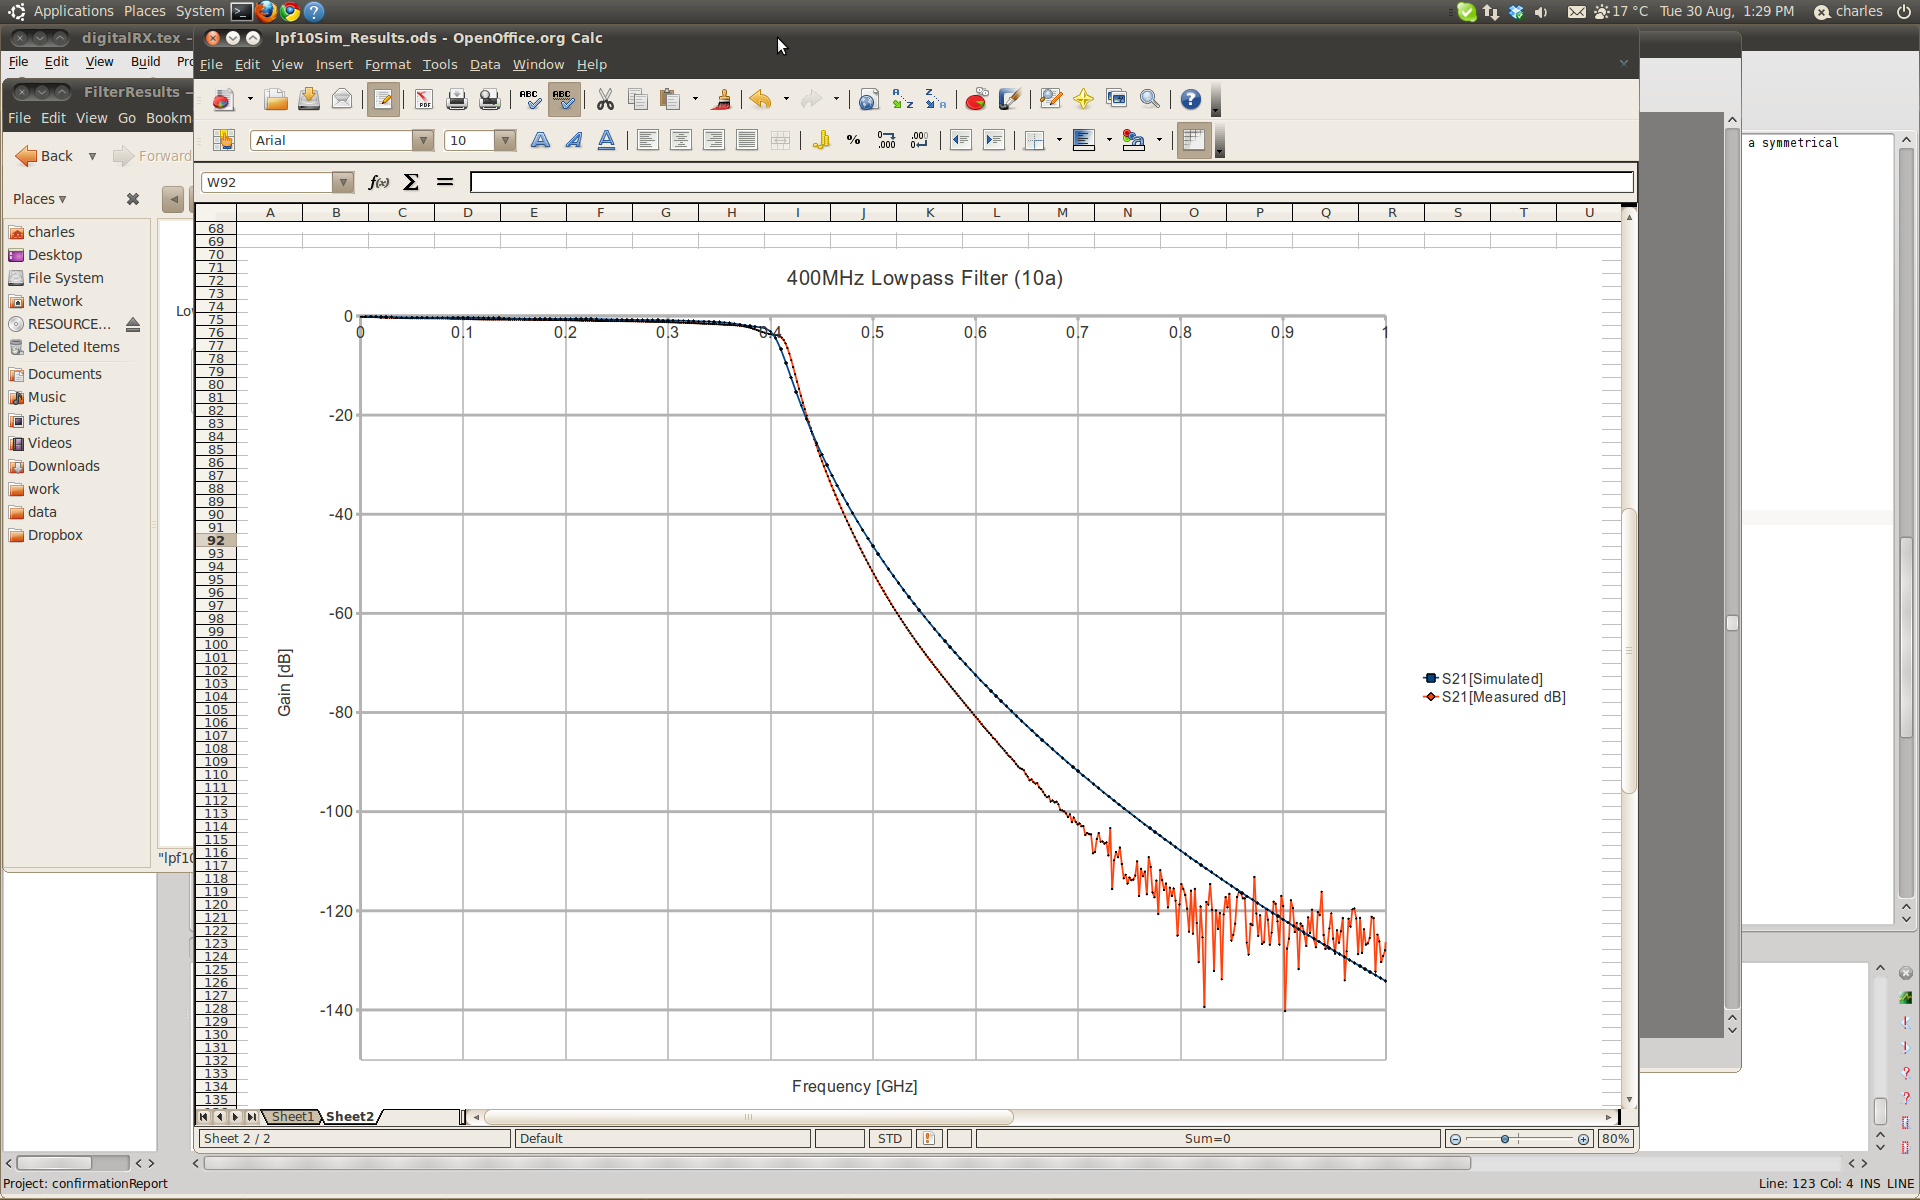 Applications Places System
17 °C Tue 30 Aug, 1:29 PM charles
digitalRX.tex –
File Edit View Build
FilterResults –
File Edit View Go
Back Forward
Places
charles
Desktop
File System
Network
RESOURCE...
Deleted Items
Documents
Music
Pictures
Videos
Downloads
work
data
Dropbox
lpf10Sim_Results.ods - OpenOffice.org Calc
File Edit View Insert Format Tools Data Window Help
Arial 10
W92
A B C D E F G H I J K L M N O P Q R S T U
68
69
70
71
72
73
74
75
76
77
78
79
80
81
82
83
84
85
86
87
88
89
90
91
92
93
94
95
96
97
98
99
100
101
102
103
104
105
106
107
108
109
110
111
112
113
114
115
116
117
118
119
120
121
122
123
124
125
126
127
128
129
130
131
132
133
134
135
400MHz Lowpass Filter (10a)
0 0.1 0.2 0.3 0.4 0.5 0.6 0.7 0.8 0.9 1
0
-20
-40
-60
-80
-100
-120
-140
Gain [dB]
Frequency [GHz]
S21[Simulated]
S21[Measured dB]
Sheet1 Sheet2
Sheet 2 / 2 Default STD Sum=0 80%
a symmetrical
Project: confirmationReport
Line: 123 Col: 4 INS LINE